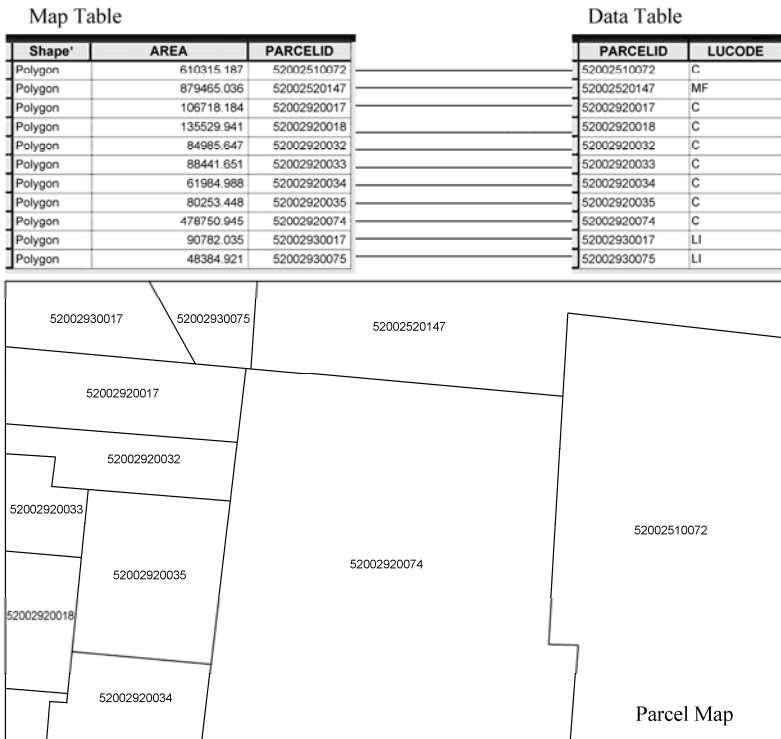 Map Table Data Table
Shape' AREA PARCELID PARCELID LUCODE
Polygon 610315.187 52002510072 52002510072 C
Polygon 879465.036 52002520147 52002520147 MF
Polygon 106718.184 52002920017 52002920017 C
Polygon 135529.941 52002920018 52002920018 C
Polygon 84985.647 52002920032 52002920032 C
Polygon 88441.651 52002920033 52002920033 C
Polygon 61984.988 52002920034 52002920034 C
Polygon 80253.448 52002920035 52002920035 C
Polygon 478750.945 52002920074 52002920074 C
Polygon 90782.035 52002930017 52002930017 LI
Polygon 48384.921 52002930075 52002930075 LI
52002930017 52002930075 52002520147
52002920017
52002920032
52002920033
52002510072
52002920035 52002920074
52002920018
52002920034
Parcel Map